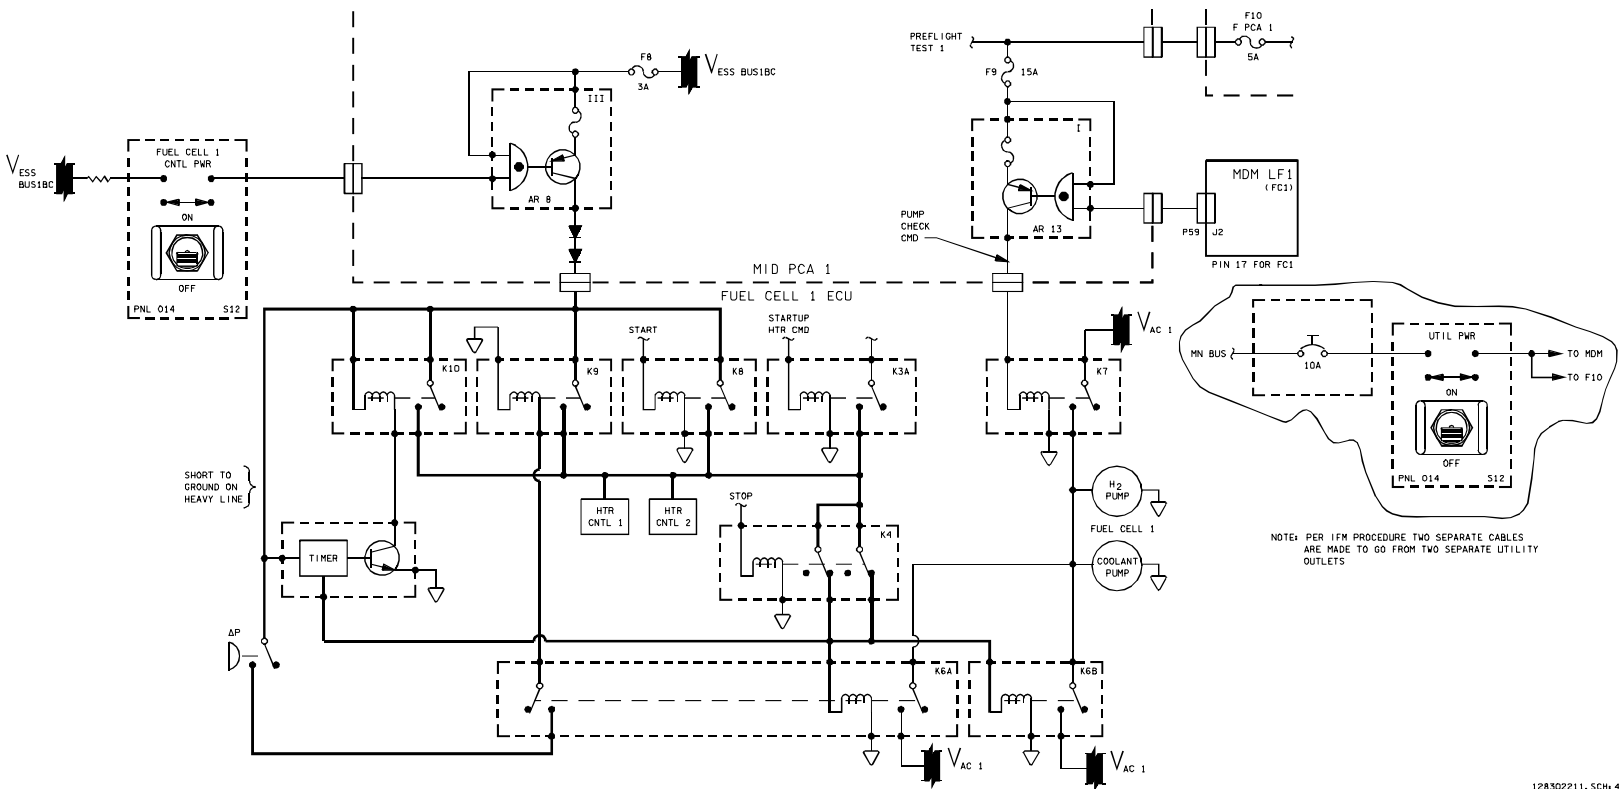 F10
F PCA 1
5A
PREFLIGHT
TEST 1
F9
15A
F8
3A
V ESS BUS1BC
III
AR 8
I
AR 13
V ESS
BUS1BC
FUEL CELL 1
CNTL PWR
ON
OFF
PNL O14
S12
MDM LF1
(FC1)
P59
J2
PIN 17 FOR FC1
PUMP
CHECK
CMD
MID PCA 1
FUEL CELL 1 ECU
START
STARTUP
HTR CMD
V AC 1
K10
K9
K8
K3A
K7
MN BUS
10A
UTIL PWR
TO MDM
TO F10
ON
OFF
PNL O14
S12
SHORT TO
GROUND ON
HEAVY LINE
HTR
CNTL 1
HTR
CNTL 2
STOP
K4
H2
PUMP
FUEL CELL 1
COOLANT
PUMP
NOTE: PER IFM PROCEDURE TWO SEPARATE CABLES
ARE MADE TO GO FROM TWO SEPARATE UTILITY
OUTLETS
TIMER
ΔP
K6A
K6B
V AC 1
V AC 1
128302211.SCH;4